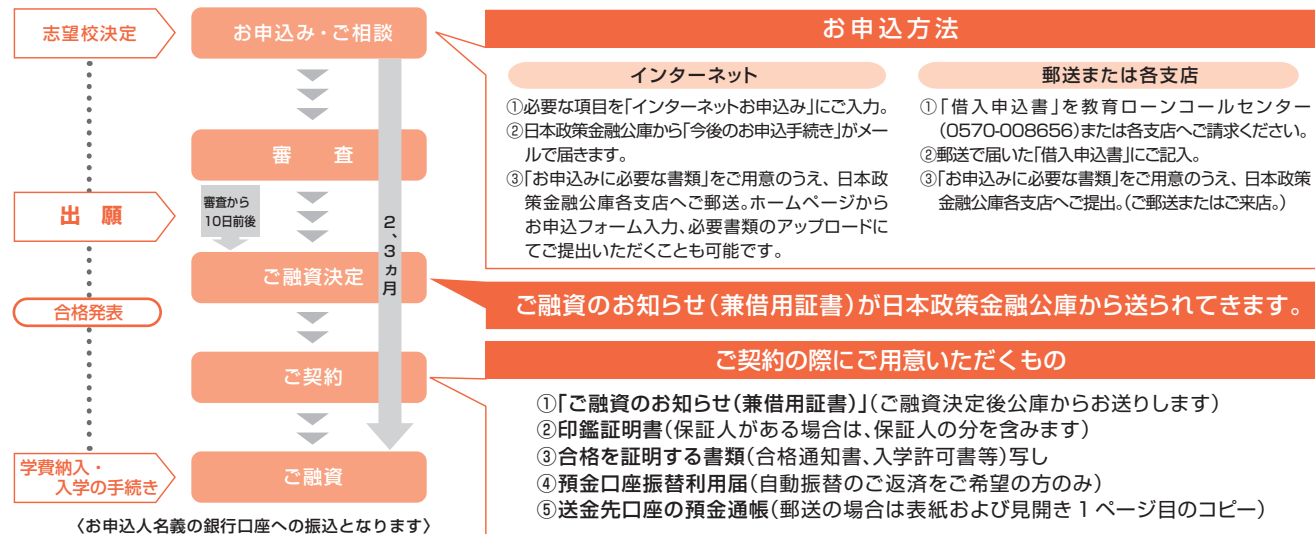 志望校決定
出願
合格発表
学費納入・
入学の手続き
お申込み・ご相談
審査
審査から
10日前後
2、3ヵ月
ご融資決定
ご契約
ご融資
〈お申込人名義の銀行口座への振込となります〉
お申込方法
インターネット
①必要な項目を「インターネットお申込み」にご入力。
②日本政策金融公庫から「今後のお申込手続き」がメー
ルで届きます。
③「お申込みに必要な書類」をご用意のうえ、日本政
策金融公庫各支店へご郵送。ホームページから
お申込フォーム入力、必要書類のアップロードに
てご提出いただくことも可能です。
郵送または各支店
①「借入申込書」を教育ローンコールセンター
(0570-008656)または各支店へご請求ください。
②郵送で届いた「借入申込書」にご記入。
③「お申込みに必要な書類」をご用意のうえ、日本政策
金融公庫各支店へご提出。(ご郵送またはご来店。)
ご融資のお知らせ(兼借用証書)が日本政策金融公庫から送られてきます。
ご契約の際にご用意いただくもの
①「ご融資のお知らせ(兼借用証書)」(ご融資決定後公庫からお送りします)
②印鑑証明書(保証人がある場合は、保証人の分を含みます)
③合格を証明する書類(合格通知書、入学許可書等)写し
④預金口座振替利用届(自動振替のご返済をご希望の方のみ)
⑤送金先口座の預金通帳(郵送の場合は表紙および見開き1ページ目のコピー)